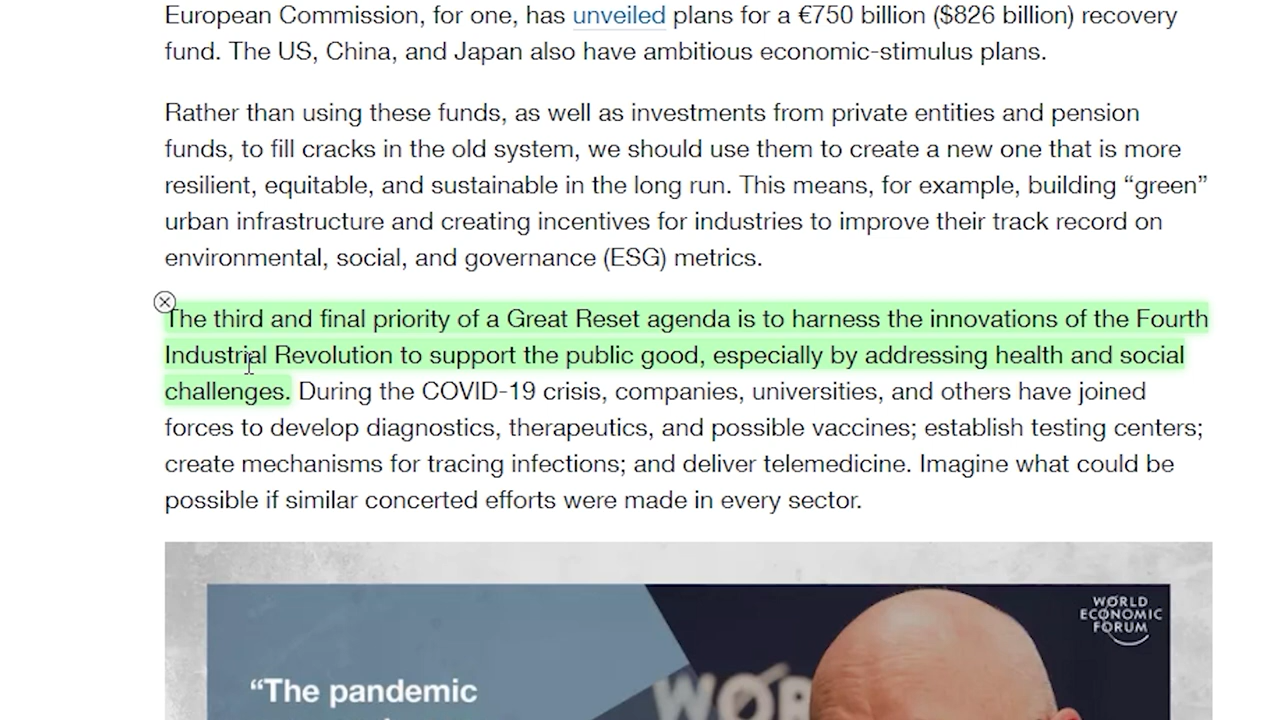 European Commission, for one, has unveiled plans for a €750 billion ($826 billion) recovery
fund. The US, China, and Japan also have ambitious economic-stimulus plans.
Rather than using these funds, as well as investments from private entities and pension
funds, to fill cracks in the old system, we should use them to create a new one that is more
resilient, equitable, and sustainable in the long run. This means, for example, building “green”
urban infrastructure and creating incentives for industries to improve their track record on
environmental, social, and governance (ESG) metrics.
The third and final priority of a Great Reset agenda is to harness the innovations of the Fourth
Industrial Revolution to support the public good, especially by addressing health and social
challenges. During the COVID-19 crisis, companies, universities, and others have joined
forces to develop diagnostics, therapeutics, and possible vaccines; establish testing centers;
create mechanisms for tracing infections; and deliver telemedicine. Imagine what could be
possible if similar concerted efforts were made in every sector.
WORLD
ECONOMIC
FORUM
“The pandemic